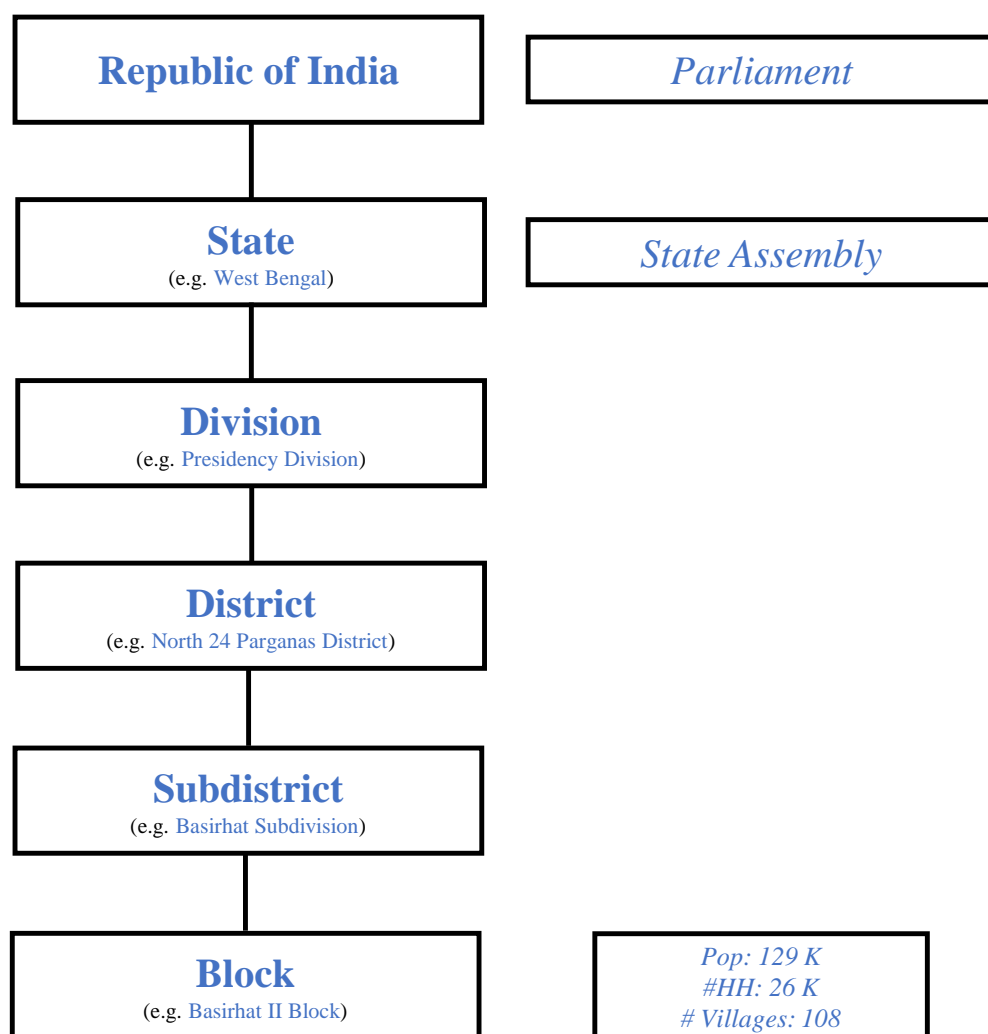 Republic of India
Parliament
State
(e.g. West Bengal)
State Assembly
Division
(e.g. Presidency Division)
District
(e.g. North 24 Parganas District)
Subdistrict
(e.g. Basirhat Subdivision)
Block
(e.g. Basirhat II Block)
Pop: 129 K
#HH: 26 K
# Villages: 108